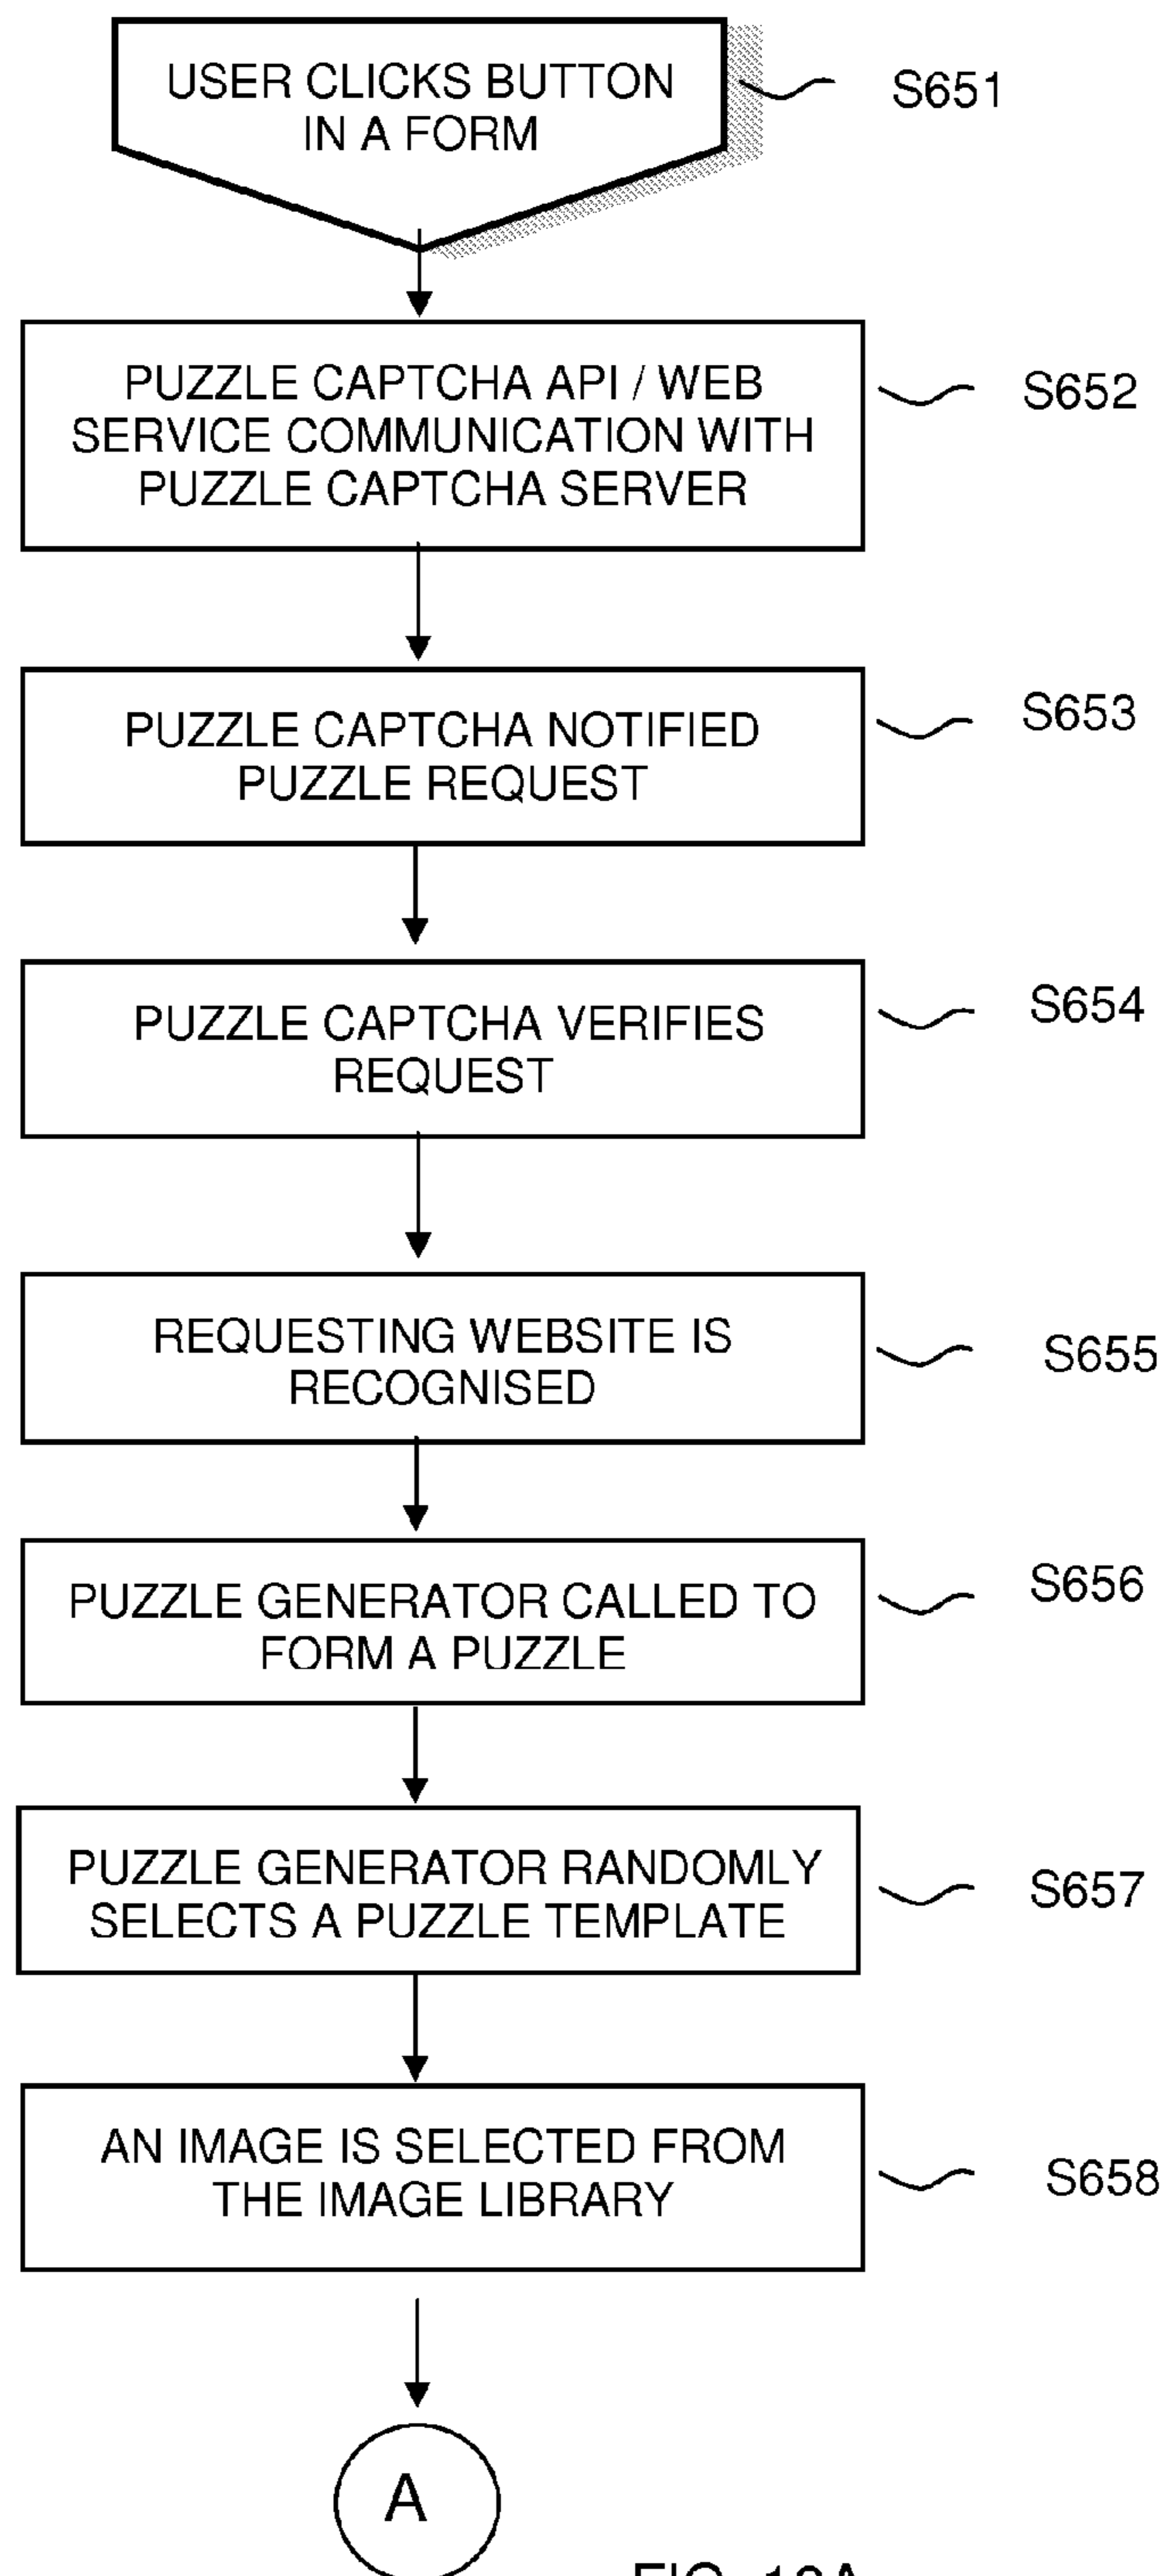 USER CLICKS BUTTON
IN A FORM
S651
PUZZLE CAPTCHA API / WEB
SERVICE COMMUNICATION WITH
PUZZLE CAPTCHA SERVER
S652
PUZZLE CAPTCHA NOTIFIED
PUZZLE REQUEST
S653
PUZZLE CAPTCHA VERIFIES
REQUEST
S654
REQUESTING WEBSITE IS
RECOGNISED
S655
PUZZLE GENERATOR CALLED TO
FORM A PUZZLE
S656
PUZZLE GENERATOR RANDOMLY
SELECTS A PUZZLE TEMPLATE
S657
AN IMAGE IS SELECTED FROM
THE IMAGE LIBRARY
S658
A
FIG.